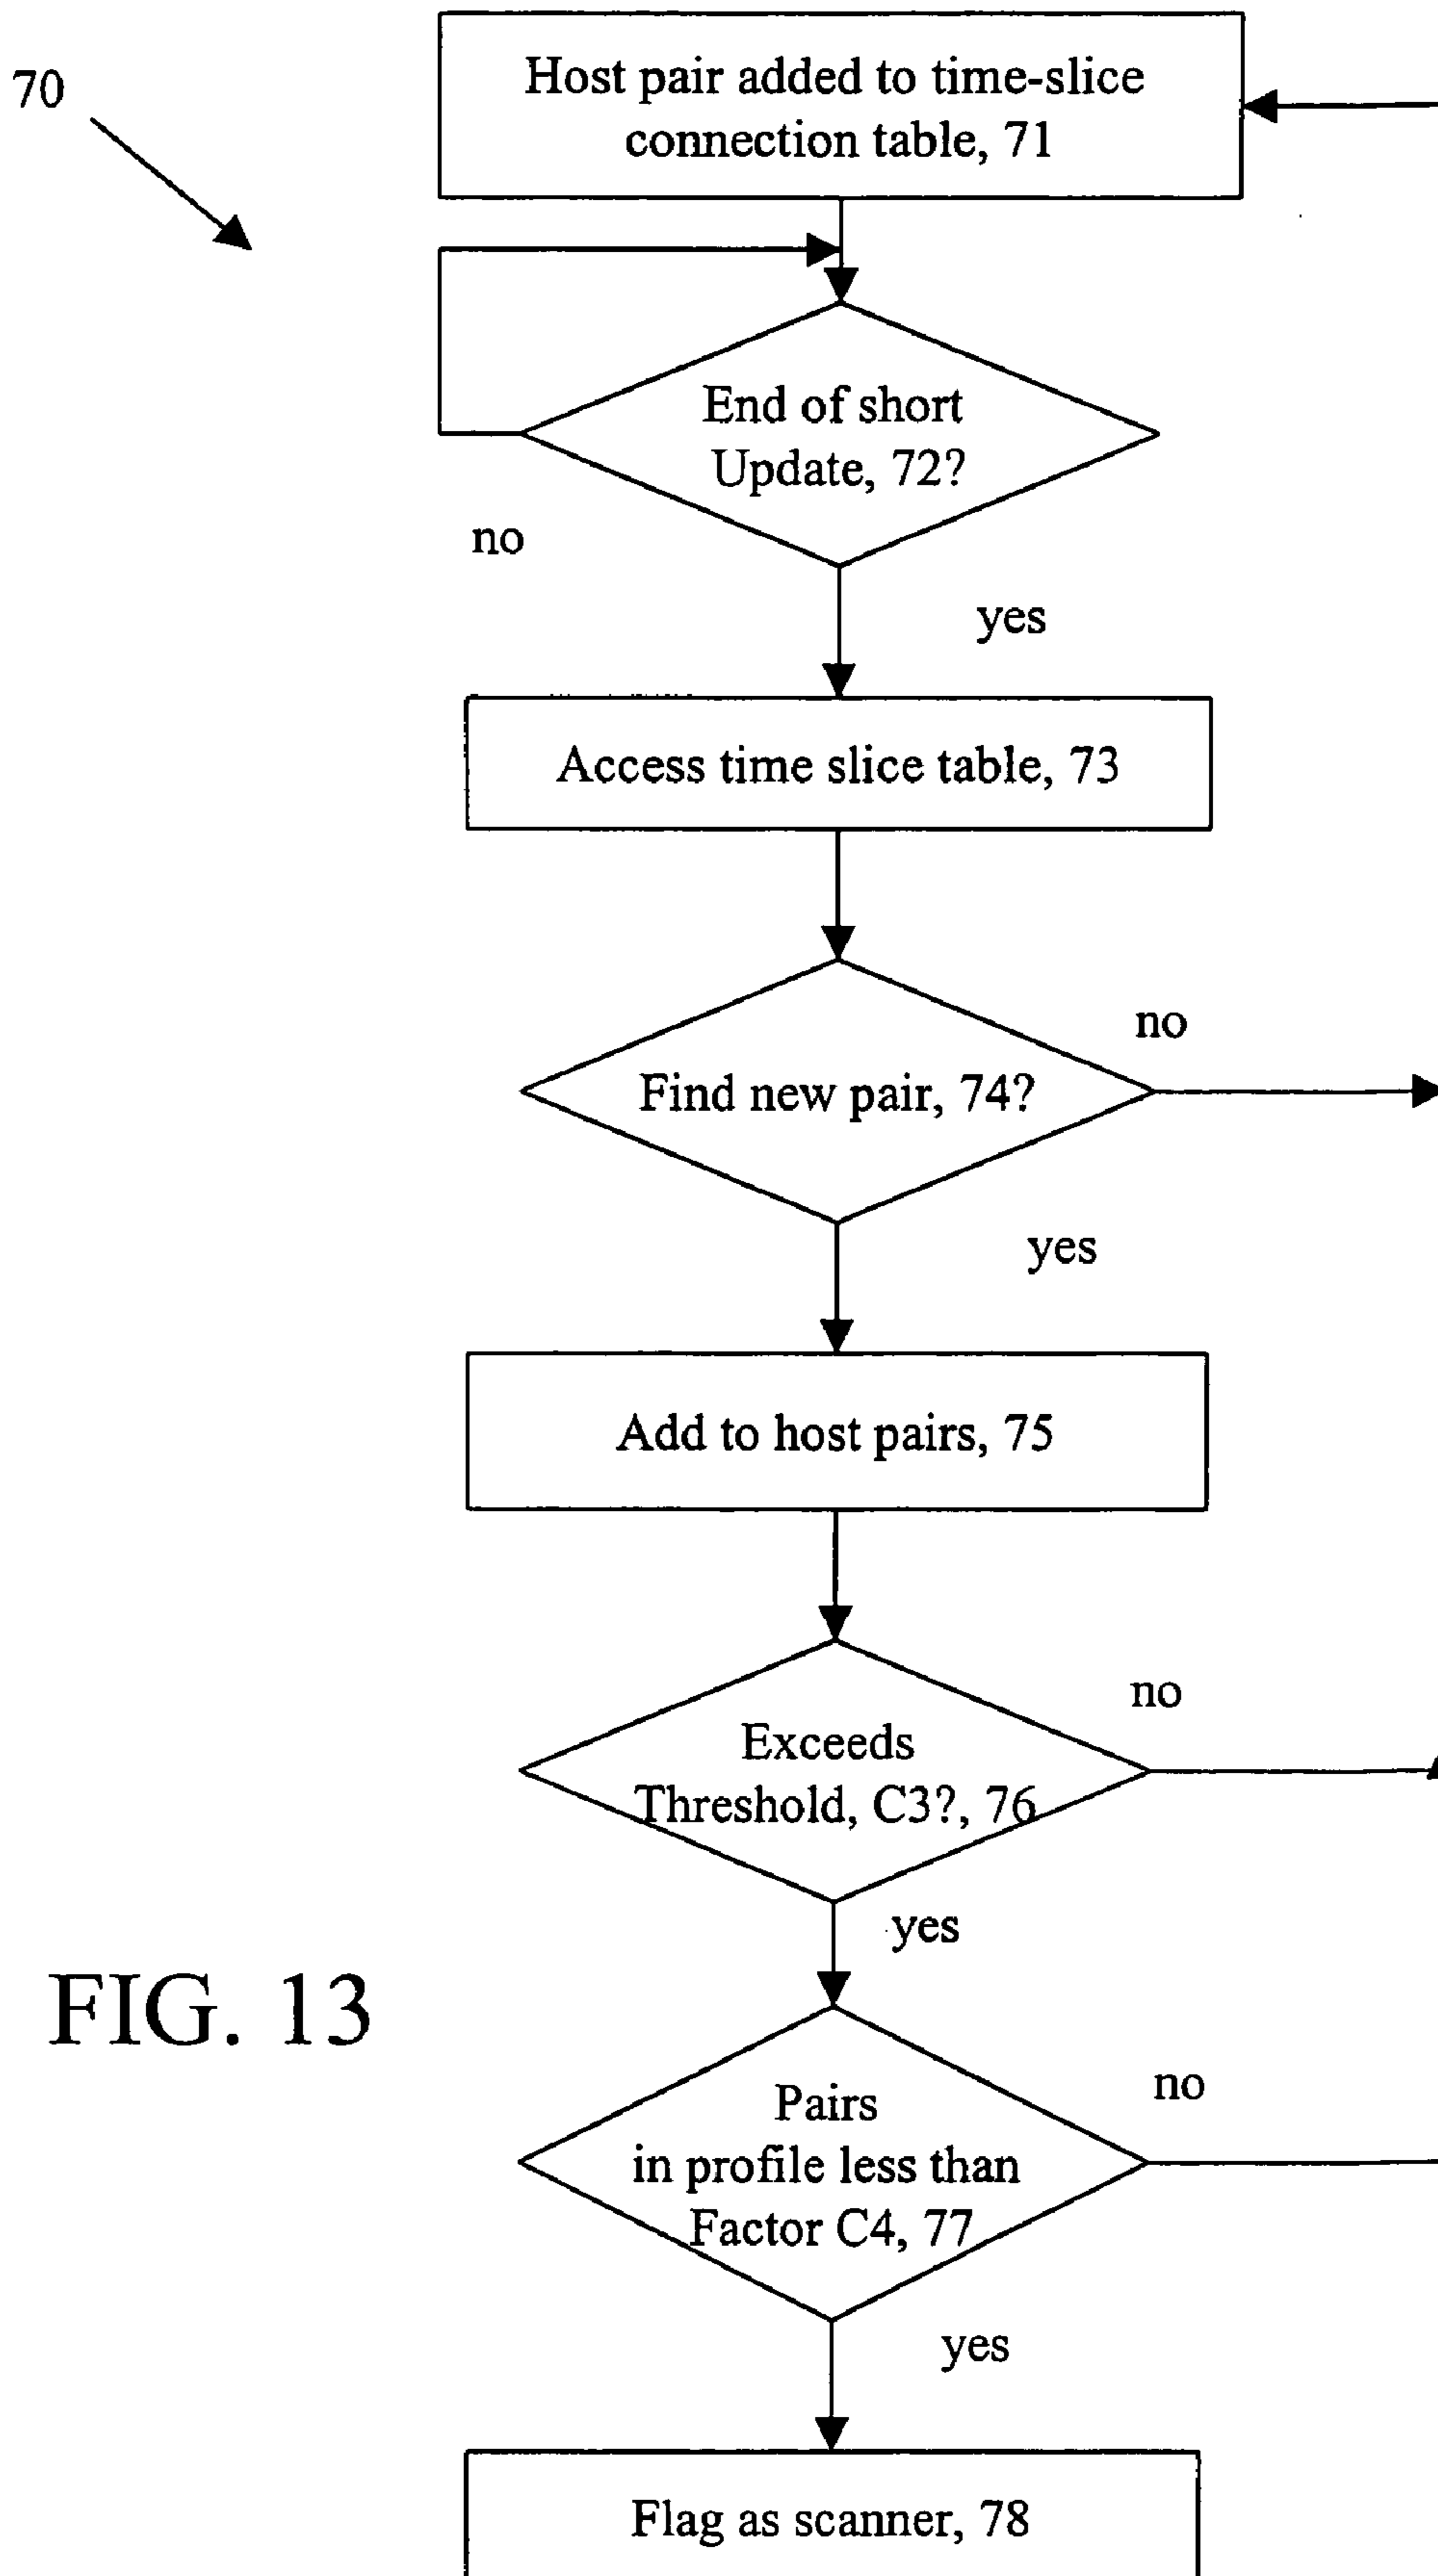 70
Host pair added to time-slice
connection table, 71
End of short
Update, 72?
no
yes
Access time slice table, 73
no
Find new pair, 74?
yes
Add to host pairs, 75
no
Exceeds
Threshold, C3?, 76
yes
FIG. 13
no
Pairs
in profile less than
Factor C4, 77
yes
Flag as scanner, 78